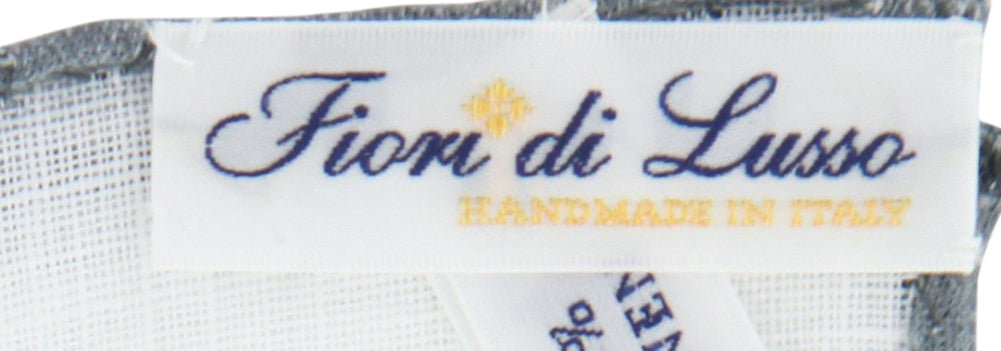 Fiori di Lusso
HANDMADE IN ITALY
%